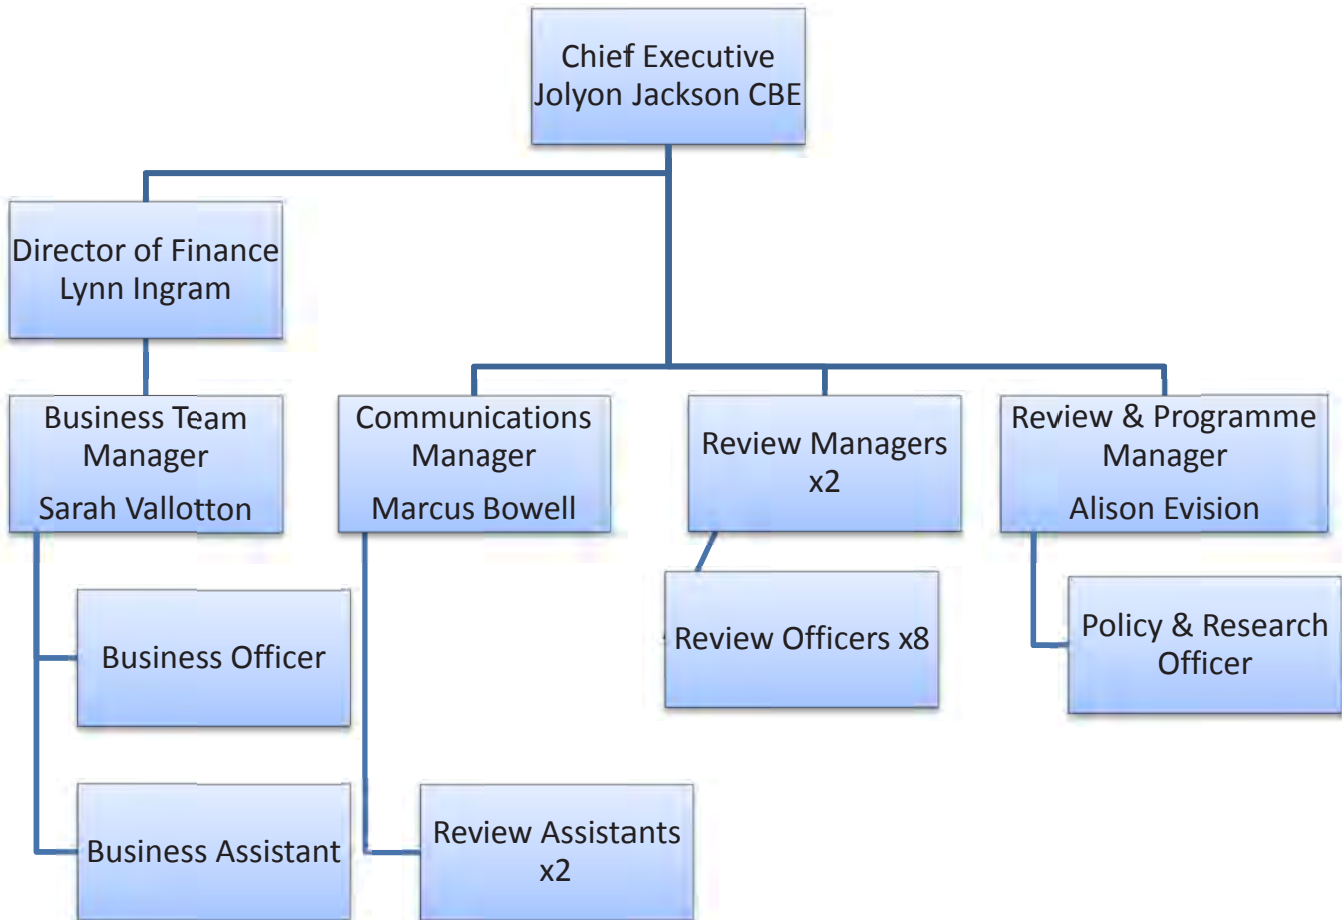 Chief Executive
Jolyon Jackson CBE
Director of Finance
Lynn Ingram
Business Team
Manager
Sarah Vallotton
Communications
Manager
Marcus Bowell
Review Managers
x2
Review & Programme
Manager
Alison Evision
Business Officer
Review Officers x8
Policy & Research
Officer
Business Assistant
Review Assistants
x2